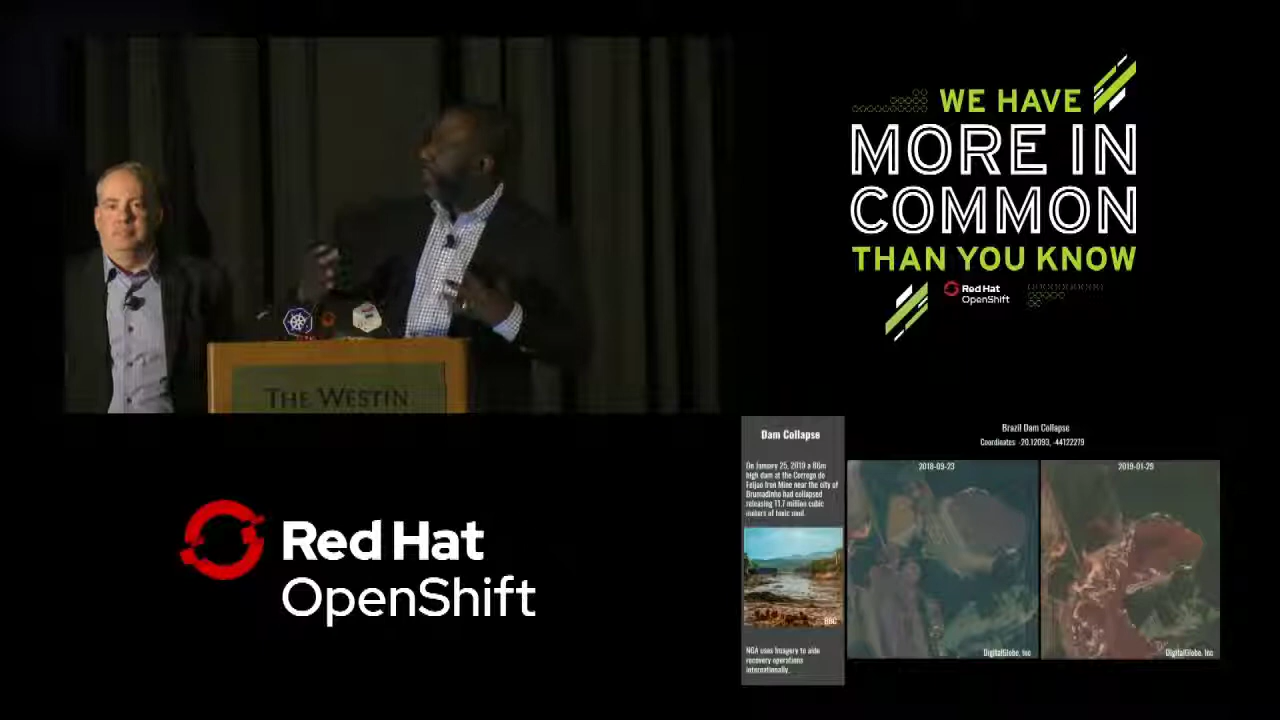 WE HAVE
MORE IN
COMMON
THAN YOU KNOW
Red Hat
OpenShift
THE WESTIN
Red Hat
OpenShift
Dam Collapse
On January 25, 2019 a 86m
high dam at the Corrego do
Feijao Iron Mine near the city of
Brumadinho had collapsed
releasing 11.7 million cubic
meters of toxic mud.
BBC
NGA uses Imagery to aide
recovery operations
internationally.
Brazil Dam Collapse
Coordinates: -20.12093, -44122279
2018-09-23
DigitalGlobe, Inc
2019-01-29
DigitalGlobe, Inc